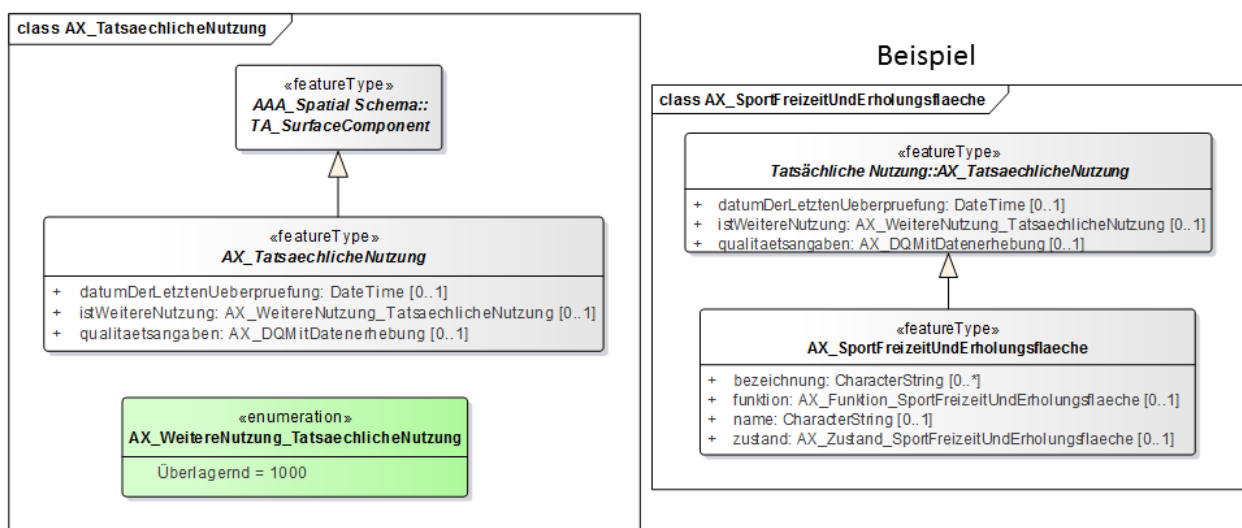 class AX_TatsaechlicheNutzung
«featureType»
AAA_Spatial Schema::
TA_SurfaceComponent
«featureType»
AX_TatsaechlicheNutzung
+ datumDerLetztenUeberpruefung: DateTime [0..1]
+ istWeitereNutzung: AX_WeitereNutzung_TatsaechlicheNutzung [0..1]
+ qualitaetsangaben: AX_DQMitDatenerhebung [0..1]
«enumeration»
AX_WeitereNutzung_TatsaechlicheNutzung
Überlagernd = 1000
Beispiel
class AX_SportFreizeitUndErholungsflaeche
«featureType»
Tatsächliche Nutzung::AX_TatsaechlicheNutzung
+ datumDerLetztenUeberpruefung: DateTime [0..1]
+ istWeitereNutzung: AX_WeitereNutzung_TatsaechlicheNutzung [0..1]
+ qualitaetsangaben: AX_DQMitDatenerhebung [0..1]
«featureType»
AX_SportFreizeitUndErholungsflaeche
+ bezeichnung: CharacterString [0..*]
+ funktion: AX_Funktion_SportFreizeitUndErholungsflaeche [0..1]
+ name: CharacterString [0..1]
+ zustand: AX_Zustand_SportFreizeitUndErholungsflaeche [0..1]